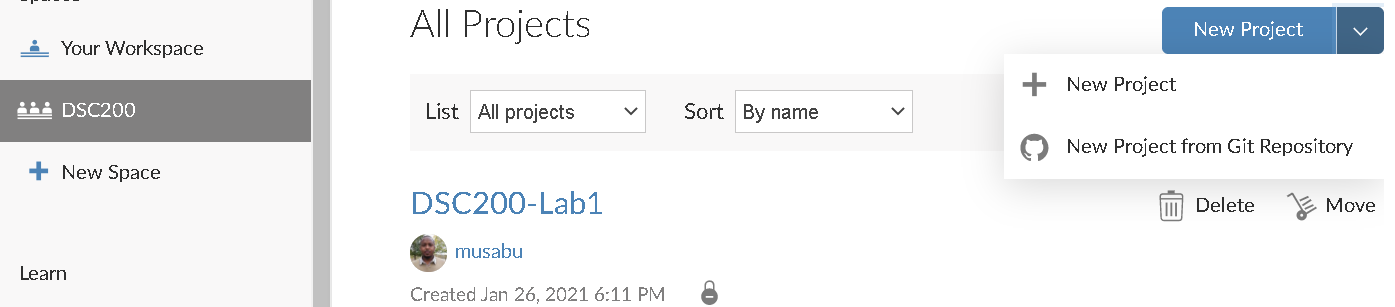 Your Workspace
DSC200
New Space
Learn
All Projects
New Project
New Project
New Project from Git Repository
List All projects Sort By name
DSC200-Lab1
Delete Move
musabu
Created Jan 26, 2021 6:11 PM